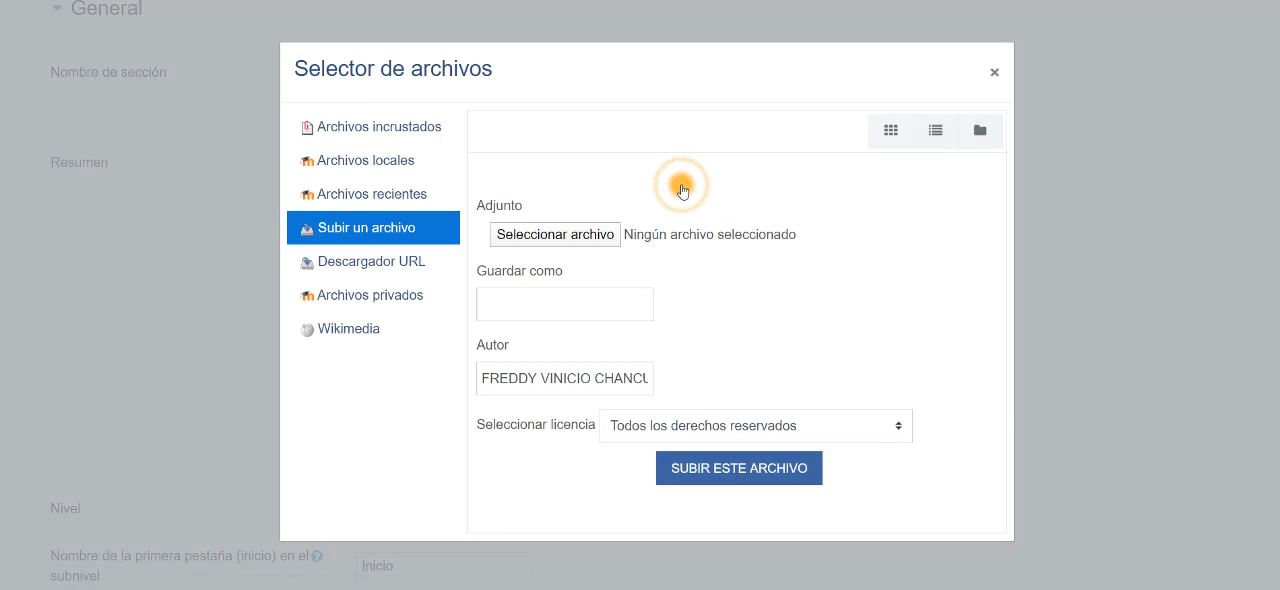 General
Nombre de sección
Resumen
Nivel
Nombre de la primera pestaña (inicio) en el
subnivel
Inicio
Selector de archivos
×
Archivos incrustados
Archivos locales
Archivos recientes
Subir un archivo
Descargador URL
Archivos privados
Wikimedia
Adjunto
Seleccionar archivo Ningún archivo seleccionado
Guardar como
Autor
FREDDY VINICIO CHANCU
Seleccionar licencia Todos los derechos reservados
SUBIR ESTE ARCHIVO